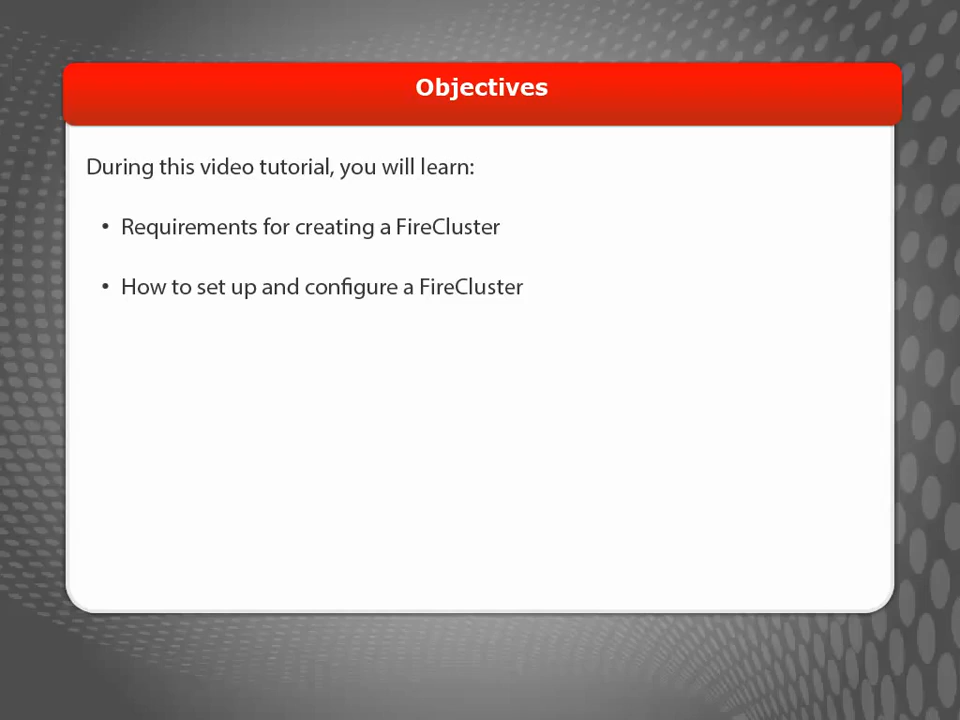 Objectives
During this video tutorial, you will learn:
• Requirements for creating a FireCluster
• How to set up and configure a FireCluster